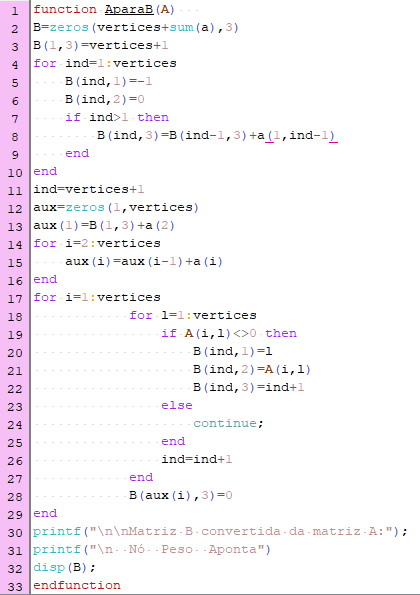 1 function AparaB(A)
2 B=zeros(vertices+sum(a),3)
3 B(1,3)=vertices+1
4 for ind=1:vertices
5     B(ind,1)=-1
6     B(ind,2)=0
7     if ind>1 then
8         B(ind,3)=B(ind-1,3)+a(1,ind-1)
9     end
10 end
11 ind=vertices+1
12 aux=zeros(1,vertices)
13 aux(1)=B(1,3)+a(2)
14 for i=2:vertices
15     aux(i)=aux(i-1)+a(i)
16 end
17 for i=1:vertices
18             for l=1:vertices
19                 if A(i,l)<>0 then
20                     B(ind,1)=l
21                     B(ind,2)=A(i,l)
22                     B(ind,3)=ind+1
23                 else
24                     continue;
25                 end
26                 ind=ind+1
27             end
28             B(aux(i),3)=0
29 end
30 printf("\n\nMatriz B convertida da matriz A:");
31 printf("\n  Nó  Peso  Aponta")
32 disp(B);
33 endfunction